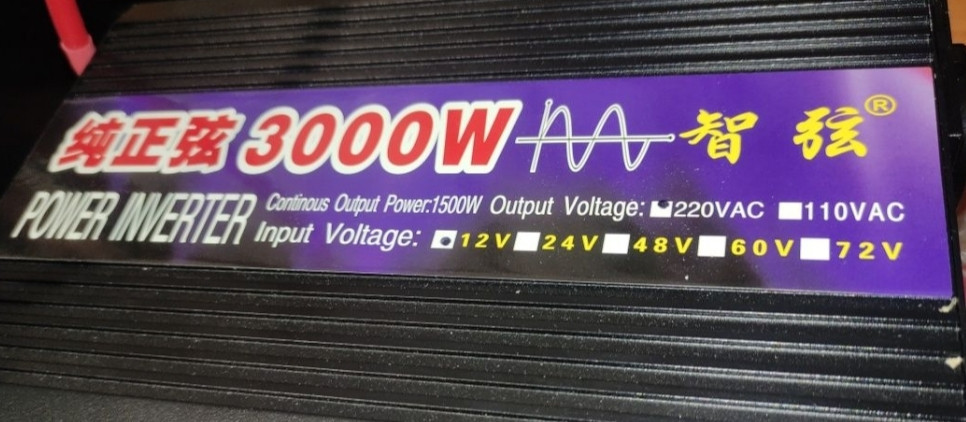 纯正弦 3000W 智弦®
POWER INVERTER
Continous Output Power:1500W Output Voltage: 220VAC 110VAC
Input Voltage: 12V 24V 48V 60V 72V